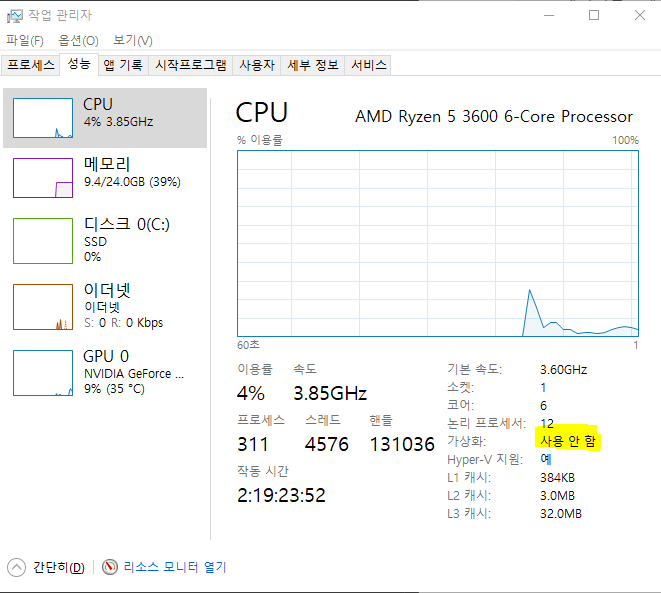 작업 관리자
파일(F) 옵션(O) 보기(V)
프로세스 성능 앱 기록 시작프로그램 사용자 세부 정보 서비스
CPU
4% 3.85GHz
메모리
9.4/24.0GB (39%)
디스크 0(C:)
SSD
0%
이더넷
이더넷
S: 0 R: 0 Kbps
GPU 0
NVIDIA GeForce ...
9% (35 °C)
CPU AMD Ryzen 5 3600 6-Core Processor
% 이용률 100%
60초 1
이용률 속도
4% 3.85GHz
프로세스 스레드 핸들
311 4576 131036
작동 시간
2:19:23:52
기본 속도: 3.60GHz
소켓: 1
코어: 6
논리 프로세서: 12
가상화: 사용 안 함
Hyper-V 지원: 예
L1 캐시: 384KB
L2 캐시: 3.0MB
L3 캐시: 32.0MB
간단히(D) 리소스 모니터 열기